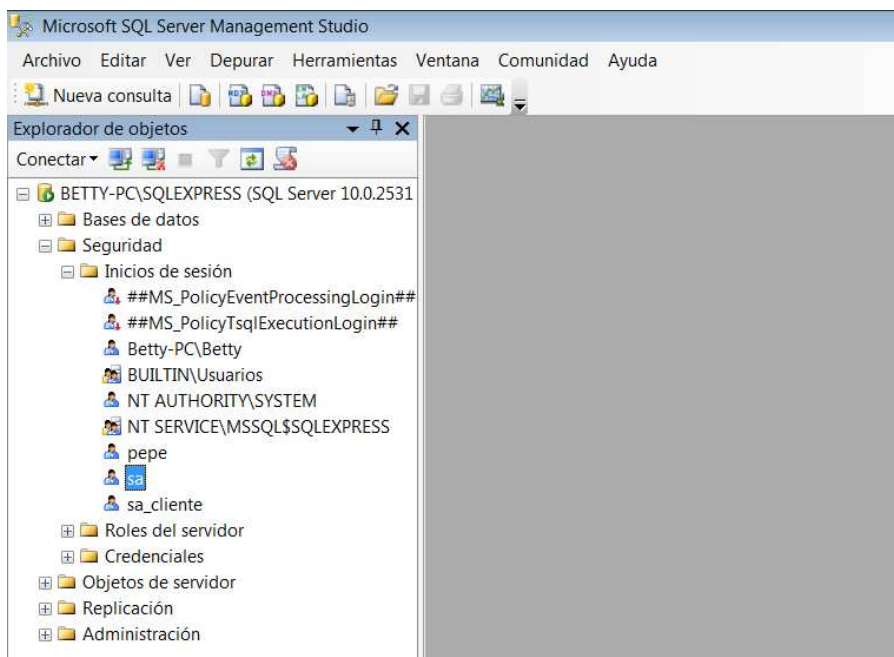 Microsoft SQL Server Management Studio
Archivo Editar Ver Depurar Herramientas Ventana Comunidad Ayuda
Nueva consulta
Explorador de objetos
Conectar
BETTY-PC\SQLEXPRESS (SQL Server 10.0.2531
Bases de datos
Seguridad
Inicios de sesión
##MS_PolicyEventProcessingLogin##
##MS_PolicyTsqlExecutionLogin##
Betty-PC\Betty
BUILTIN\Usuarios
NT AUTHORITY\SYSTEM
NT SERVICE\MSSQL$SQLEXPRESS
pepe
sa
sa_cliente
Roles del servidor
Credenciales
Objetos de servidor
Replicación
Administración